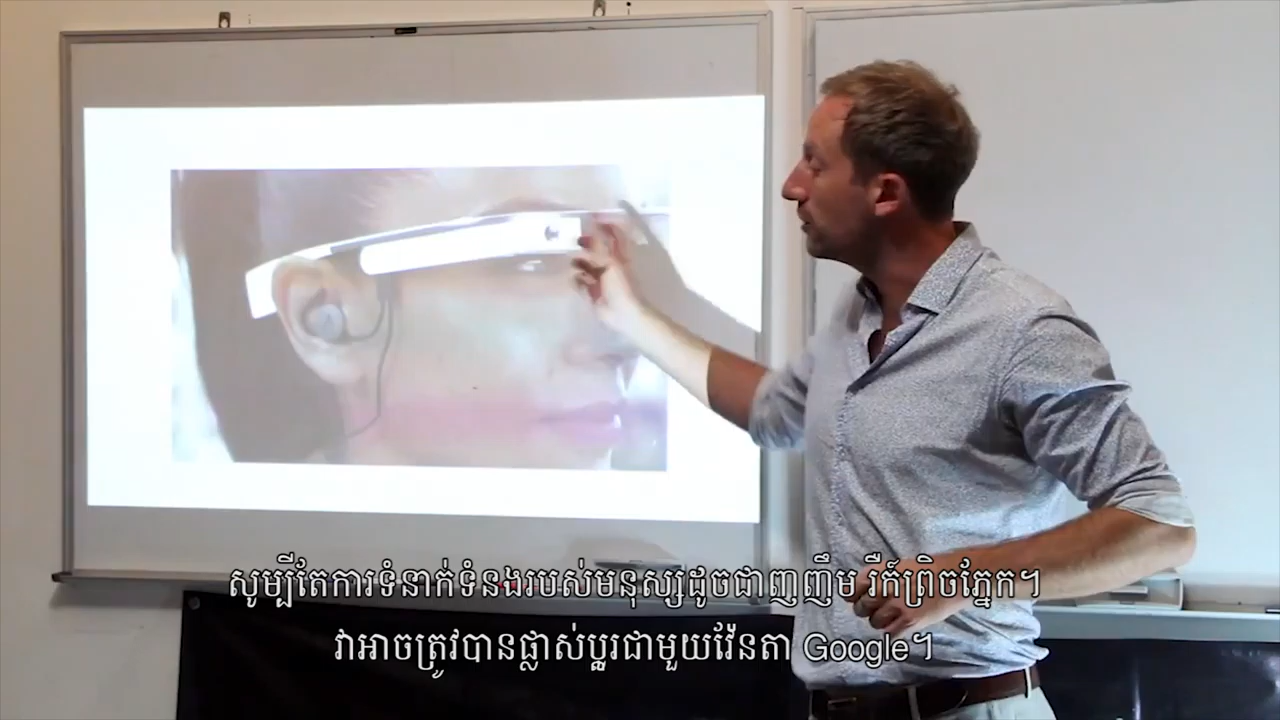 សូម្បីតែការទំនាក់ទំនងរបស់មនុស្សដូចជាញញឹម រឺក៍ព្រិចភ្នែក។
វាអាចត្រូវបានផ្លាស់ប្ដូរជាមួយវ៉ែនតា Google។